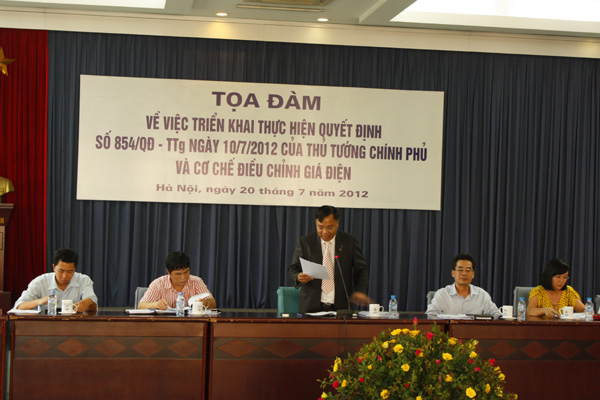 TỌA ĐÀM
VỀ VIỆC TRIỂN KHAI THỰC HIỆN QUYẾT ĐỊNH
SỐ 854/QĐ - TTg NGÀY 10/7/2012 CỦA THỦ TƯỚNG CHÍNH PHỦ
VÀ CƠ CHẾ ĐIỀU CHỈNH GIÁ ĐIỆN
Hà Nội, ngày 20 tháng 7 năm 2012